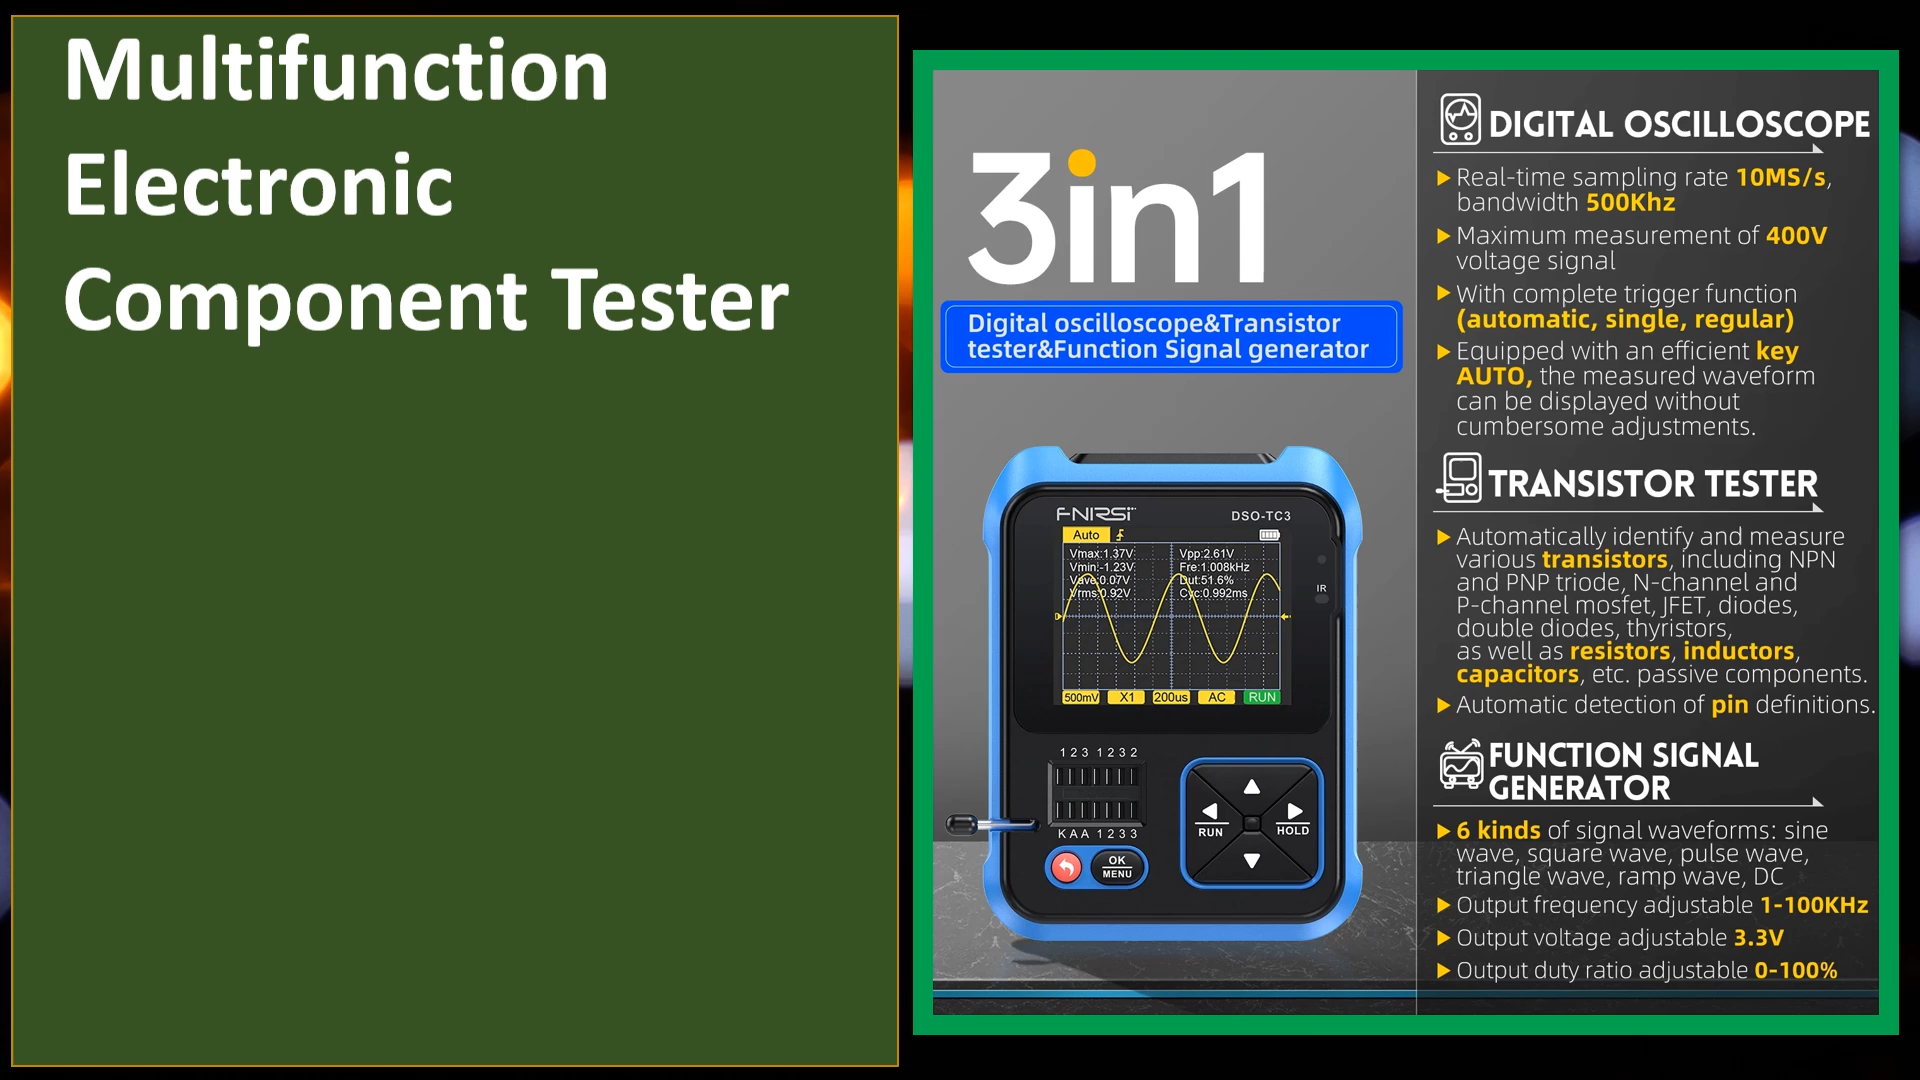 Multifunction
Electronic
Component Tester
3in1
Digital oscilloscope&Transistor
tester&Function Signal generator
FNIRSI
DSO-TC3
Auto
Vmax:1.37V
Vpp:2.61V
Vmin:-1.23V
Fre:1.008kHz
Vave:0.07V
Dut:51.6%
Vrms:0.92V
Cyc:0.992ms
IR
500mV X1 200us AC RUN
1 2 3 1 2 3 2
K A A 1 2 3 3
RUN
HOLD
OK
MENU
DIGITAL OSCILLOSCOPE
Real-time sampling rate 10MS/s,
bandwidth 500Khz
Maximum measurement of 400V
voltage signal
With complete trigger function
(automatic, single, regular)
Equipped with an efficient key
AUTO, the measured waveform
can be displayed without
cumbersome adjustments.
TRANSISTOR TESTER
Automatically identify and measure
various transistors, including NPN
and PNP triode, N-channel and
P-channel mosfet, JFET, diodes,
double diodes, thyristors,
as well as resistors, inductors,
capacitors, etc. passive components.
Automatic detection of pin definitions.
FUNCTION SIGNAL
GENERATOR
6 kinds of signal waveforms: sine
wave, square wave, pulse wave,
triangle wave, ramp wave, DC
Output frequency adjustable 1-100KHz
Output voltage adjustable 3.3V
Output duty ratio adjustable 0-100%